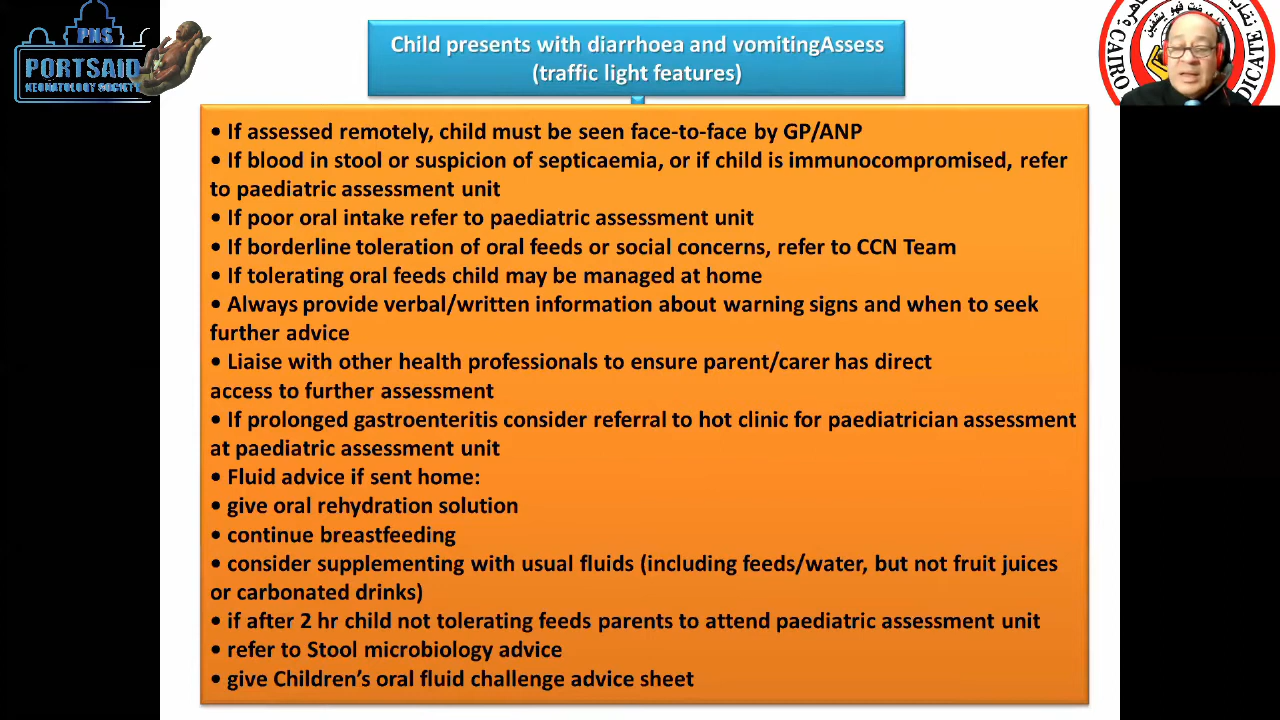 PNS
PORTSAID
NEONATOLOGY SOCIETY
Child presents with diarrhoea and vomitingAssess
(traffic light features)
• If assessed remotely, child must be seen face-to-face by GP/ANP
• If blood in stool or suspicion of septicaemia, or if child is immunocompromised, refer
to paediatric assessment unit
• If poor oral intake refer to paediatric assessment unit
• If borderline toleration of oral feeds or social concerns, refer to CCN Team
• If tolerating oral feeds child may be managed at home
• Always provide verbal/written information about warning signs and when to seek
further advice
• Liaise with other health professionals to ensure parent/carer has direct
access to further assessment
• If prolonged gastroenteritis consider referral to hot clinic for paediatrician assessment
at paediatric assessment unit
• Fluid advice if sent home:
• give oral rehydration solution
• continue breastfeeding
• consider supplementing with usual fluids (including feeds/water, but not fruit juices
or carbonated drinks)
• if after 2 hr child not tolerating feeds parents to attend paediatric assessment unit
• refer to Stool microbiology advice
• give Children's oral fluid challenge advice sheet
CAIRO